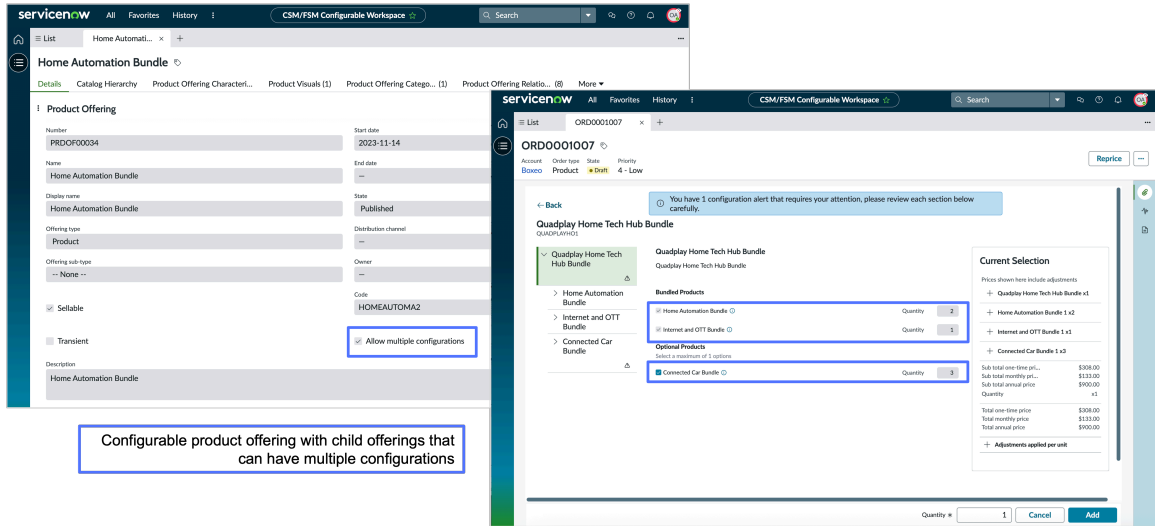 servicenow All Favorites History CSM/FSM Configurable Workspace Search OA
List Home Automati... × +
Home Automation Bundle
Details Catalog Hierarchy Product Offering Characteri... Product Visuals (1) Product Offering Catego... (1) Product Offering Relatio... (8) More
Product Offering
Number
PRDOF00034
Start date
2023-11-14
Name
Home Automation Bundle
End date
—
Display name
Home Automation Bundle
State
Published
Offering type
Product
Distribution channel
—
Offering sub-type
-- None --
Owner
—
Sellable
Code
HOMEAUTOMA2
Transient
Allow multiple configurations
Description
Home Automation Bundle
Configurable product offering with child offerings that
can have multiple configurations
servicenow All Favorites History CSM/FSM Configurable Workspace Search OA
List ORD0001007 × +
ORD0001007
Account Order type State Priority
Boxeo Product Draft 4 - Low
Reprice
← Back
You have 1 configuration alert that requires your attention, please review each section below
carefully.
Quadplay Home Tech Hub Bundle
QUADPLAYHO1
Quadplay Home Tech
Hub Bundle
Home Automation
Bundle
Internet and OTT
Bundle
Connected Car
Bundle
Quadplay Home Tech Hub Bundle
Quadplay Home Tech Hub Bundle
Bundled Products
Home Automation Bundle Quantity 2
Internet and OTT Bundle Quantity 1
Optional Products
Select a maximum of 1 options
Connected Car Bundle Quantity 3
Current Selection
Prices shown here include adjustments
+ Quadplay Home Tech Hub Bundle x1
+ Home Automation Bundle 1 x2
+ Internet and OTT Bundle 1 x1
+ Connected Car Bundle 1 x3
Sub total one-time pri... $308.00
Sub total monthly pri... $133.00
Sub total annual price $900.00
Quantity x1
Total one-time price $308.00
Total monthly price $133.00
Total annual price $900.00
+ Adjustments applied per unit
Quantity * 1 Cancel Add